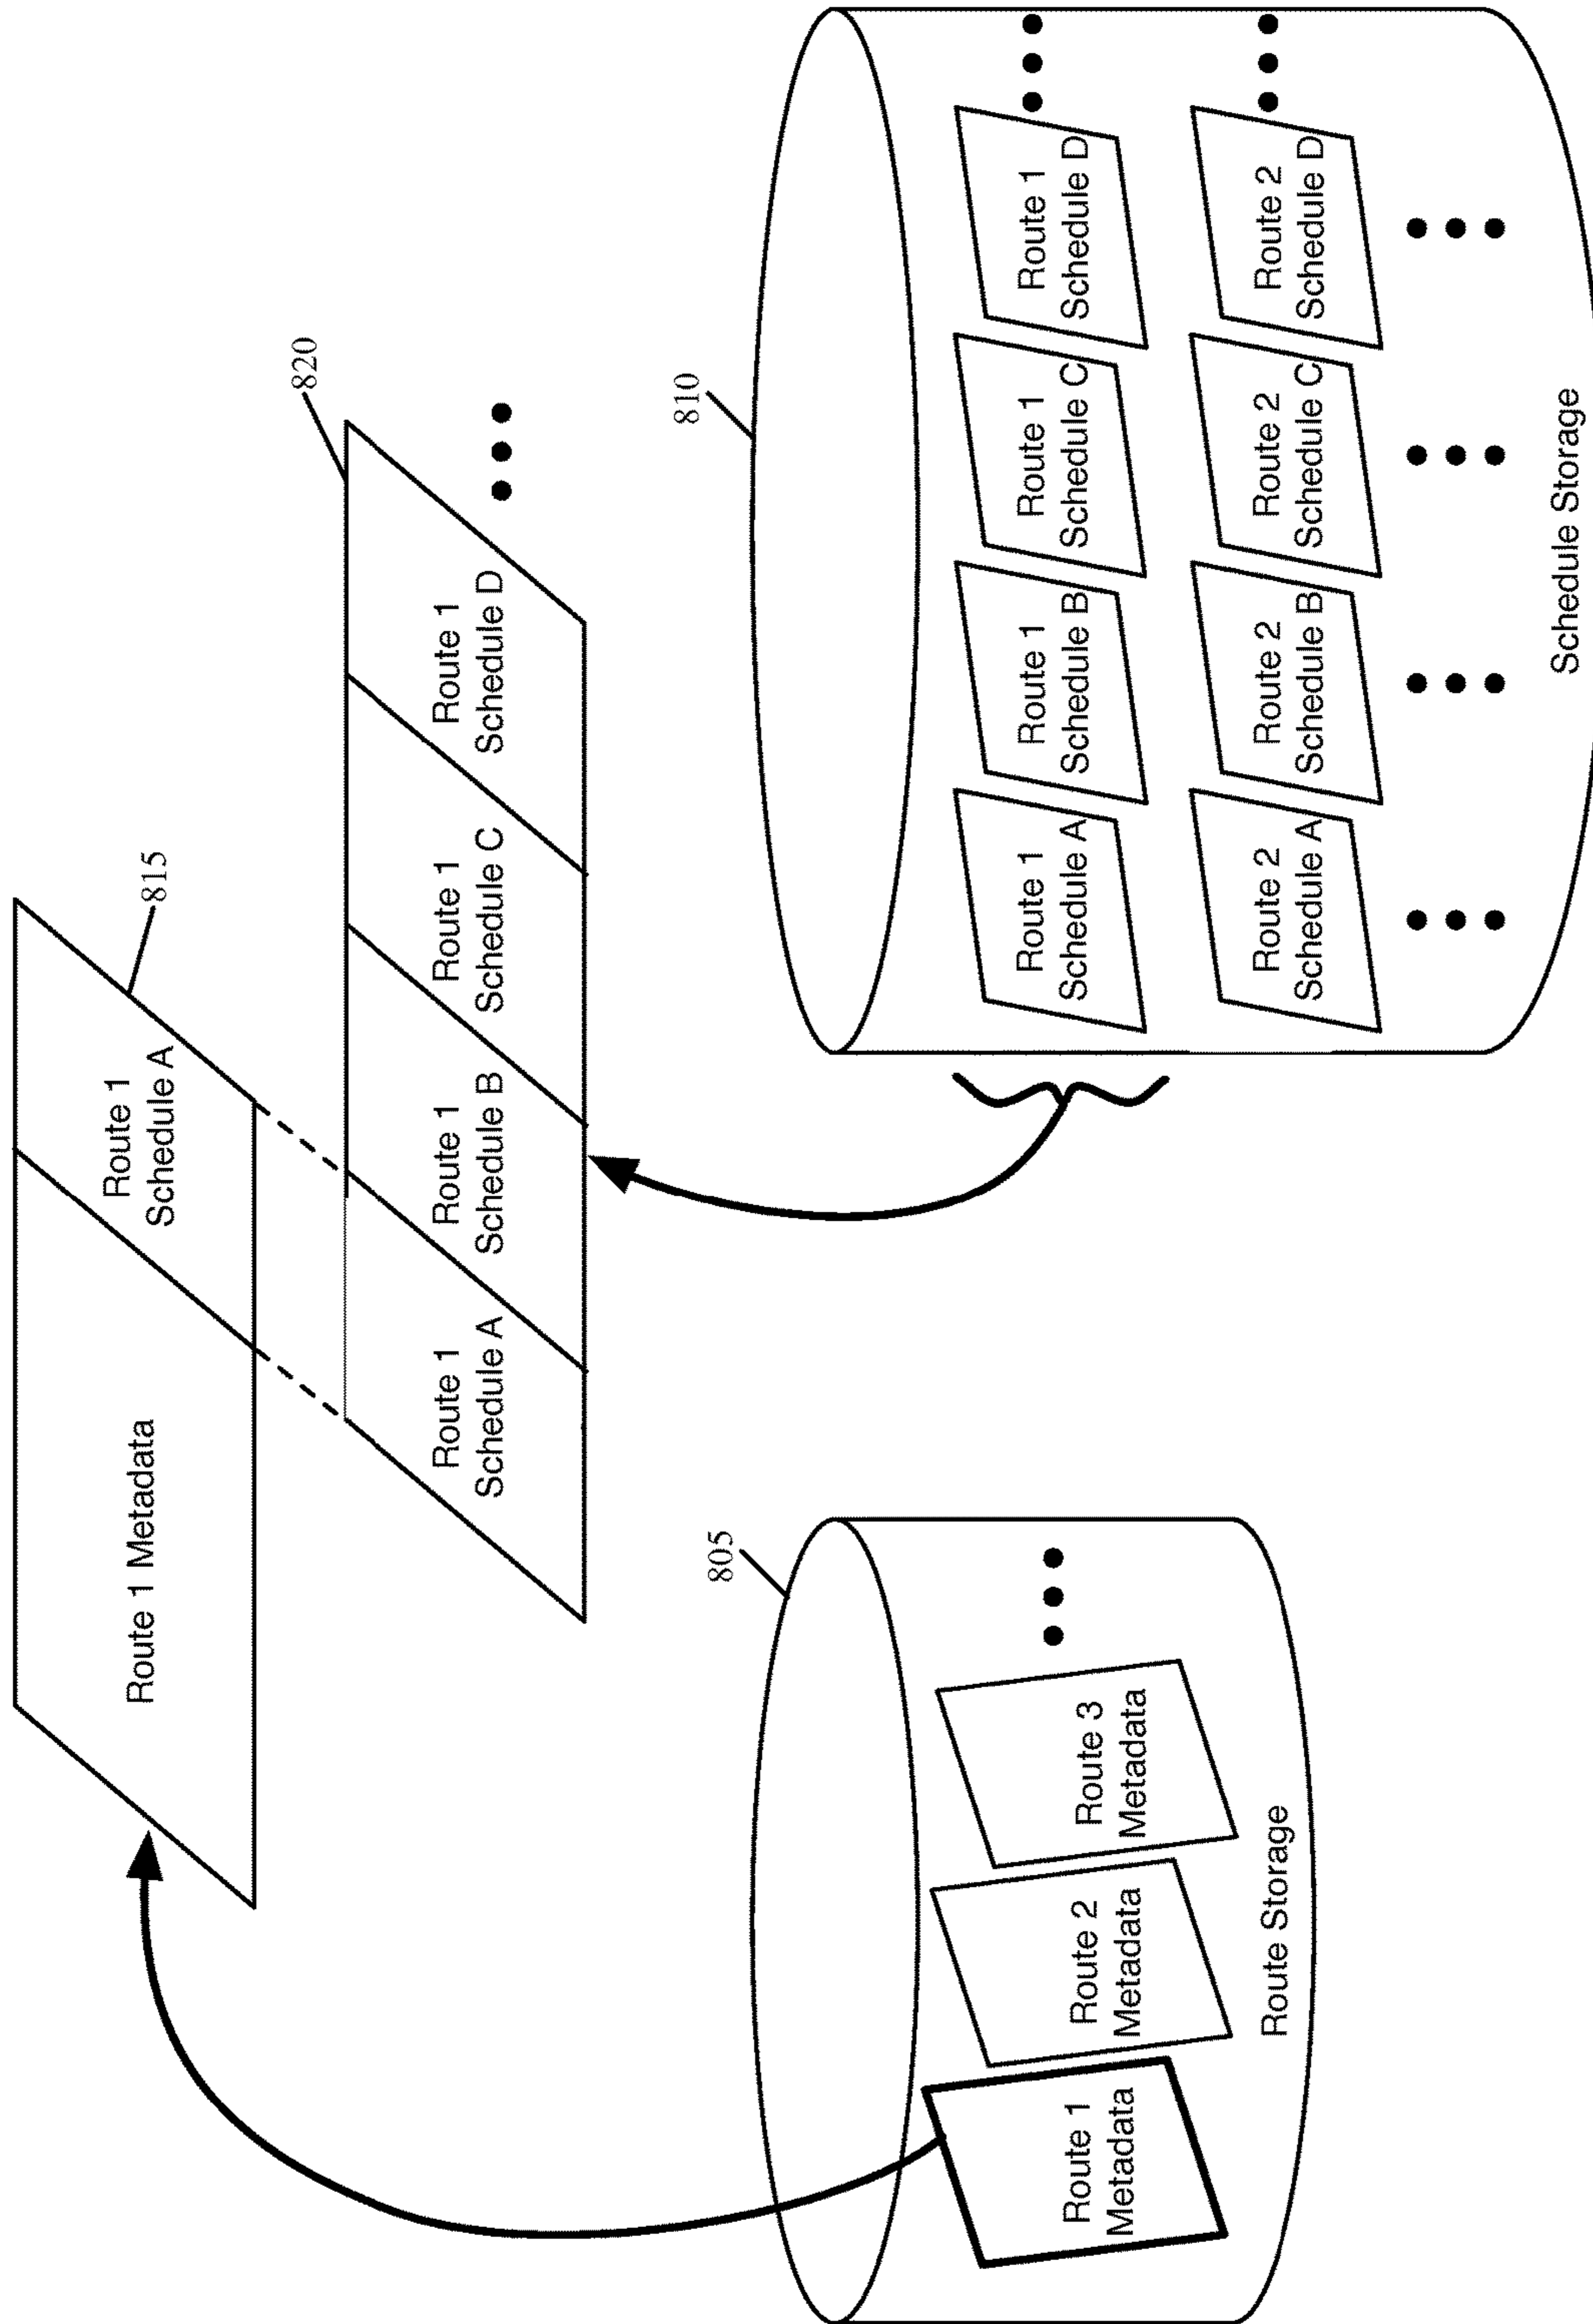 Route 1 Metadata
Route 1
Schedule A
815
820
Route 1
Schedule A
Route 1
Schedule B
Route 1
Schedule C
Route 1
Schedule D
805
Route 1
Metadata
Route 2
Metadata
Route 3
Metadata
Route Storage
810
Route 1
Schedule A
Route 1
Schedule B
Route 1
Schedule C
Route 1
Schedule D
Route 2
Schedule A
Route 2
Schedule B
Route 2
Schedule C
Route 2
Schedule D
Schedule Storage